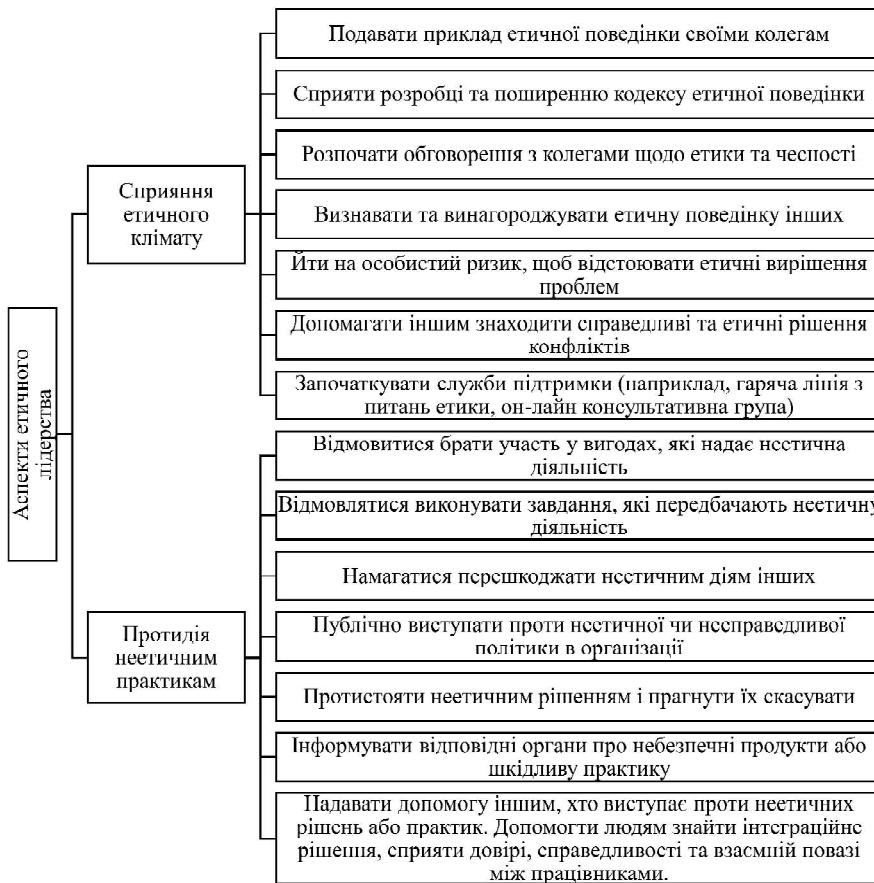 Аспекти етичного
лідерства
Сприяння
етичного
клімату
Подавати приклад етичної поведінки своїми колегам
Сприяти розробці та поширенню кодексу етичної поведінки
Розпочати обговорення з колегами щодо етики та чесності
Визнавати та винагороджувати етичну поведінку інших
Йти на особистий ризик, щоб відстоювати етичні вирішення
проблем
Допомагати іншим знаходити справедливі та етичні рішення
конфліктів
Започаткувати служби підтримки (наприклад, гаряча лінія з
питань етики, он-лайн консультативна група)
Протидія
неетичним
практикам
Відмовитися брати участь у вигодах, які надає неетична
діяльність
Відмовлятися виконувати завдання, які передбачають неетичну
діяльність
Намагатися перешкоджати неетичним діям інших
Публічно виступати проти неетичної чи несправедливої
політики в організації
Протистояти неетичним рішенням і прагнути їх скасувати
Інформувати відповідні органи про небезпечні продукти або
шкідливу практику
Надавати допомогу іншим, хто виступає проти неетичних
рішень або практик. Допомогти людям знайти інтеграційне
рішення, сприяти довірі, справедливості та взаємній повазі
між працівниками.